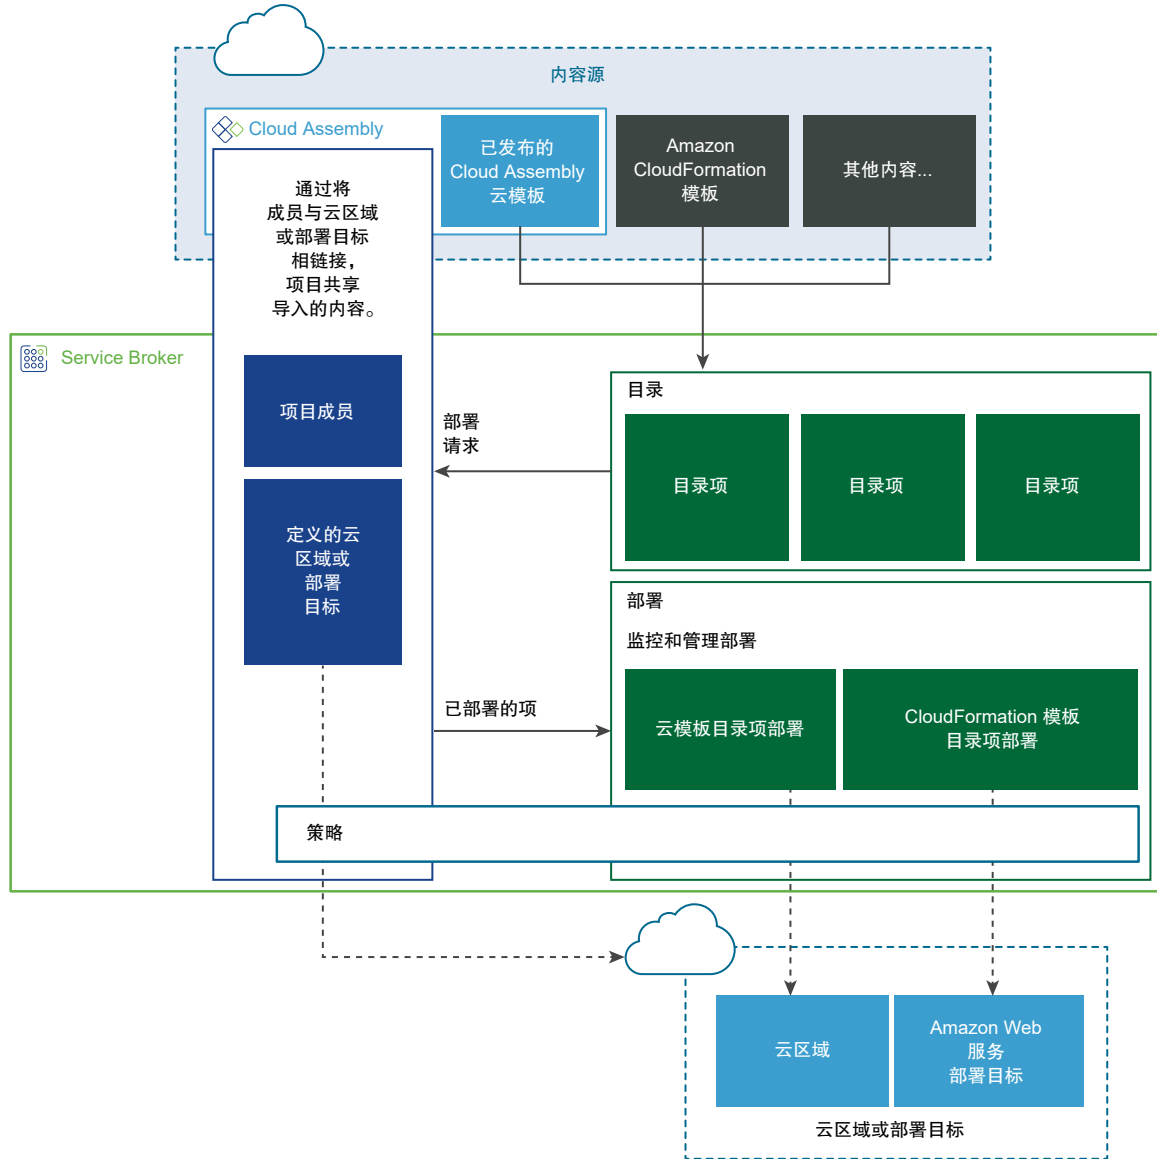 内容源
Cloud Assembly
已发布的
Cloud Assembly
云模板
Amazon
CloudFormation
模板
其他内容...
通过将
成员与云区域
或部署目标
相链接，
项目共享
导入的内容。
Service Broker
项目成员
定义的云
区域或
部署
目标
部署
请求
目录
目录项
目录项
目录项
部署
监控和管理部署
已部署的项
云模板目录项部署
CloudFormation 模板
目录项部署
策略
云区域
Amazon Web
服务
部署目标
云区域或部署目标